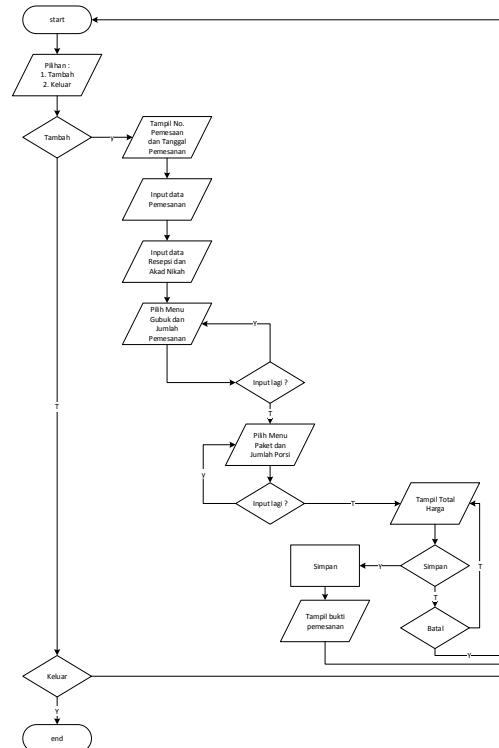 start
Pilihan :
1. Tambah
2. Keluar
Tambah
Y
Tampil No.
Pemesaan
dan Tanggal
Pemesanan
Input data
Pemesanan
Input data
Resepsi dan
Akad Nikah
Pilih Menu
Gubuk dan
Jumlah
Pemesanan
Y
Input lagi ?
T
T
Pilih Menu
Paket dan
Jumlah Porsi
Y
Input lagi ?
T
Tampil Total
Harga
T
Simpan
Y
Simpan
T
Tampil bukti
pemesanan
Batal
Y
Keluar
Y
end